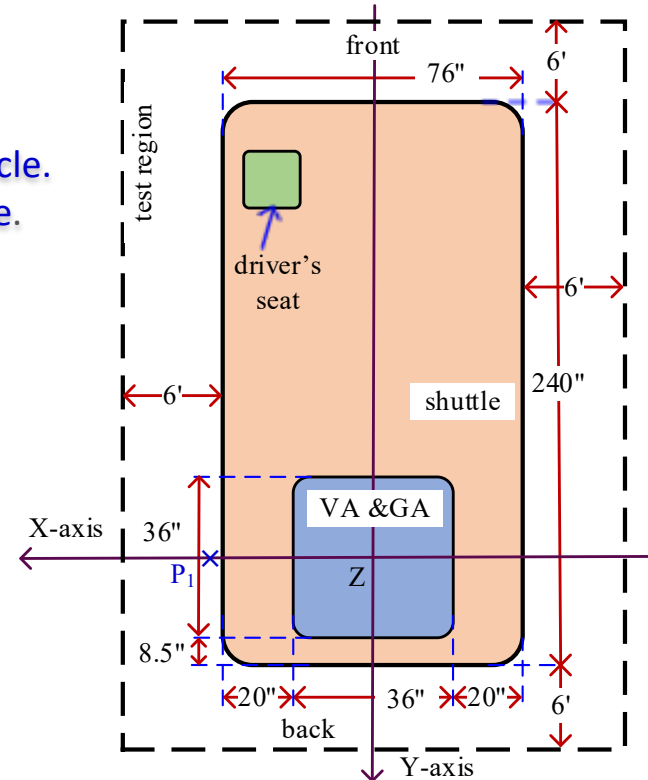 front
6'
76"
test region
cle.
e.
driver's
seat
6'
240"
6'
shuttle
VA &GA
36"
X-axis
P1
Z
8.5"
20"
36"
20"
6'
back
Y-axis